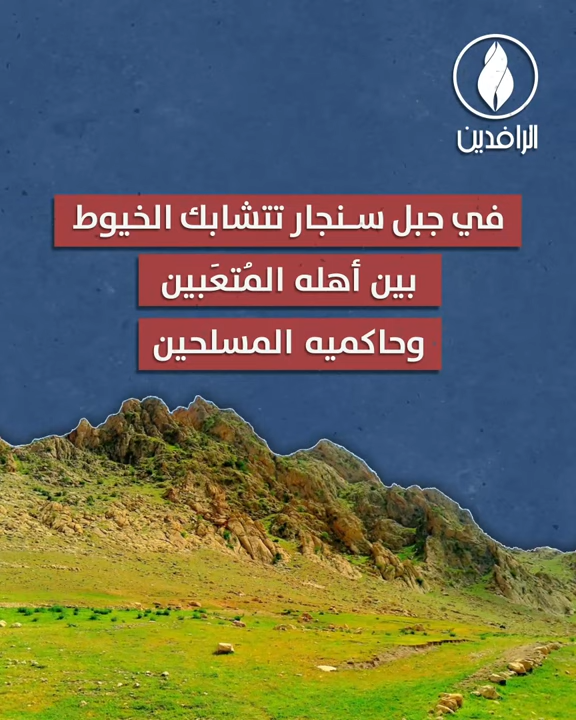 الرافدين
في جبل سنجار تتشابك الخيوط
بين أهله المُتعَبين
وحاكميه المسلحين